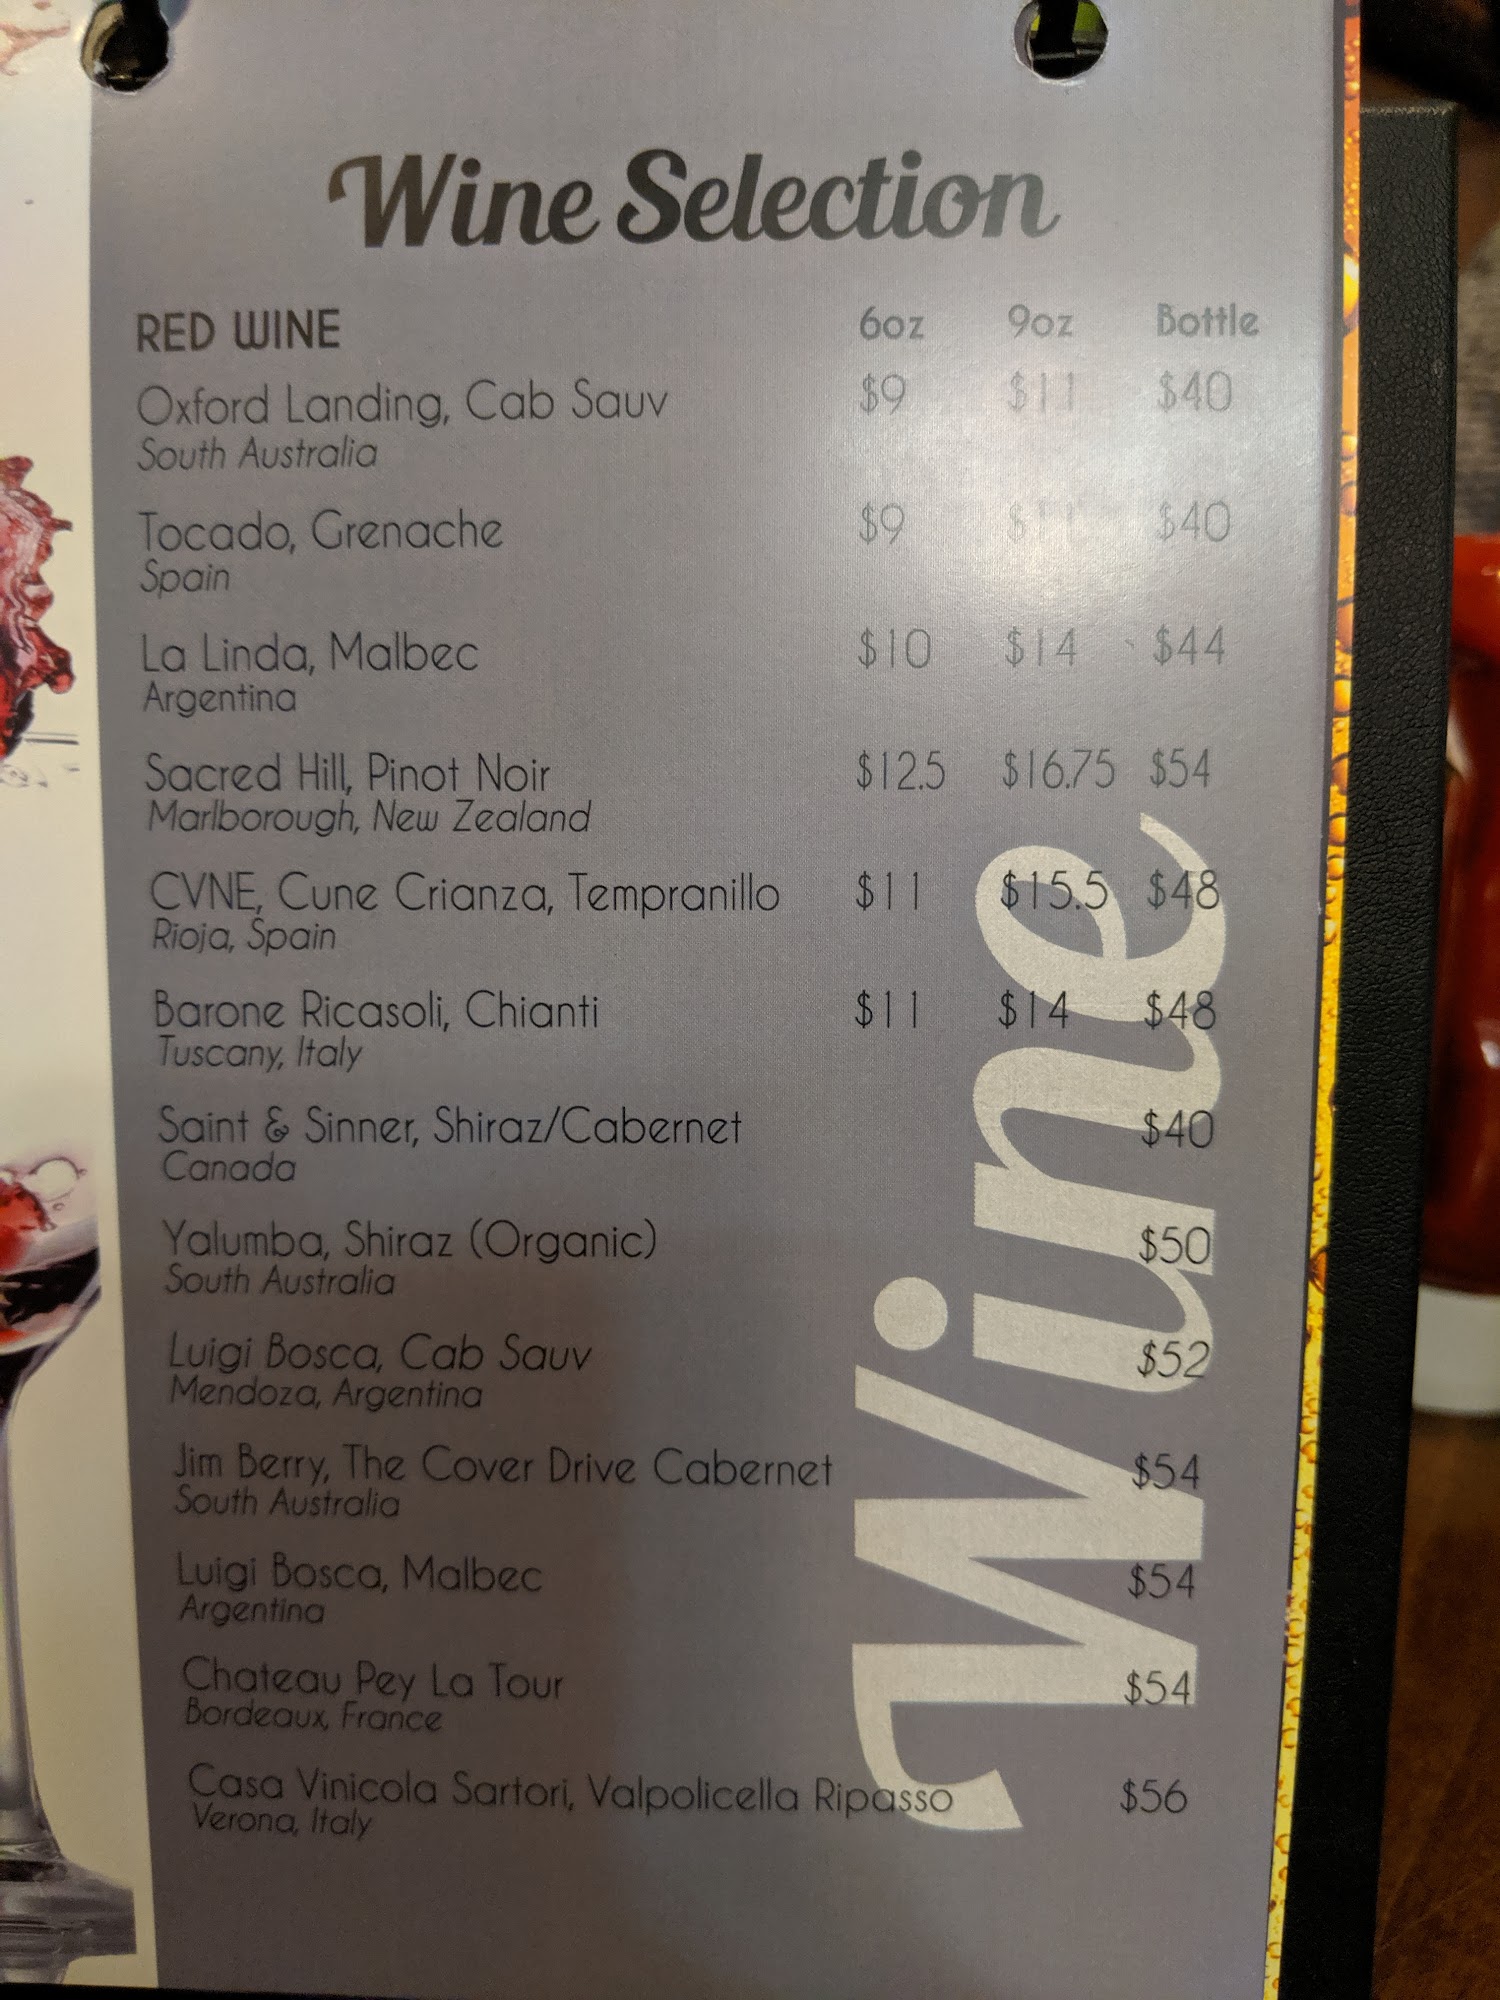 Wine Selection
RED WINE 6oz 9oz Bottle
Oxford Landing, Cab Sauv $9 $11 $40
South Australia
Tocado, Grenache $9 $11 $40
Spain
La Linda, Malbec $10 $14 $44
Argentina
Sacred Hill, Pinot Noir $12.5 $16.75 $54
Marlborough, New Zealand
CVNE, Cune Crianza, Tempranillo $11 $15.5 $48
Rioja, Spain
Barone Ricasoli, Chianti $11 $14 $48
Tuscany, Italy
Saint & Sinner, Shiraz/Cabernet $40
Canada
Yalumba, Shiraz (Organic) $50
South Australia
Luigi Bosca, Cab Sauv $52
Mendoza, Argentina
Jim Berry, The Cover Drive Cabernet $54
South Australia
Luigi Bosca, Malbec $54
Argentina
Chateau Pey La Tour $54
Bordeaux, France
Casa Vinicola Sartori, Valpolicella Ripasso $56
Verona, Italy
Wine